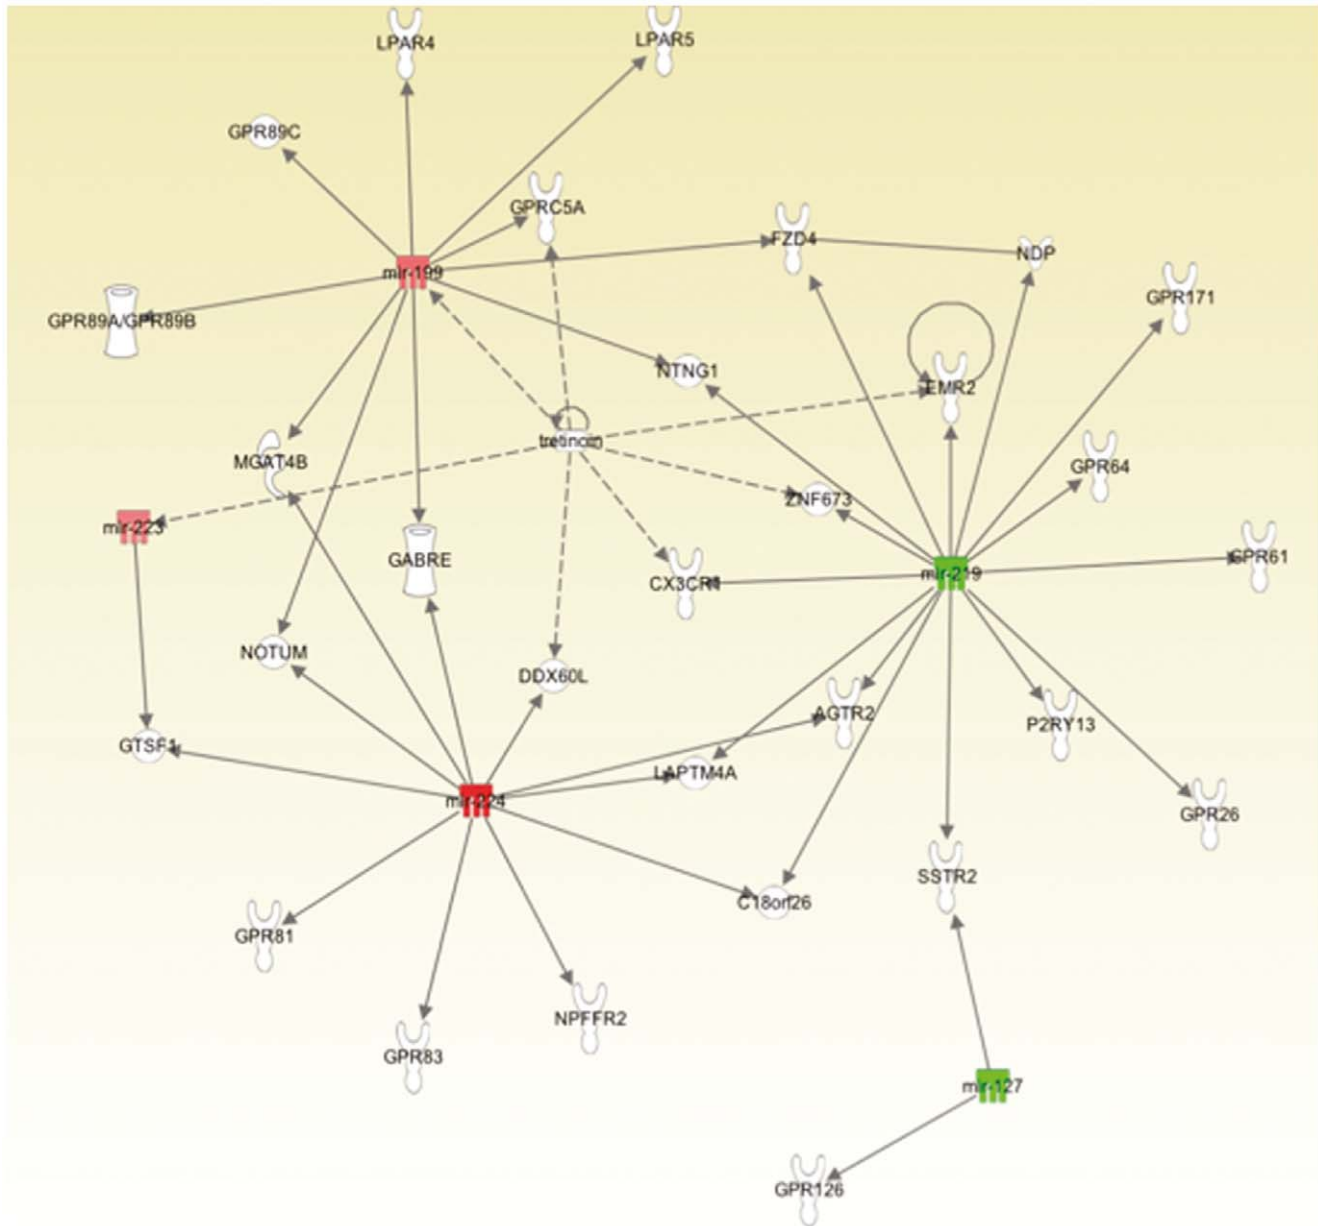 LPAR4
LPAR5
GPR89C
GPRC5A
FZD4
NDP
mir-199
GPR171
GPR89A/GPR89B
NTNG1
EMR2
tretinoin
MGAT4B
GPR64
ZNF673
mir-223
GABRE
GPR61
mir-219
CX3CR1
NOTUM
DDX60L
AGTR2
P2RY13
GTSF1
LAPTM4A
mir-224
GPR26
SSTR2
C18orf26
GPR81
NPFFR2
GPR83
mir-127
GPR126